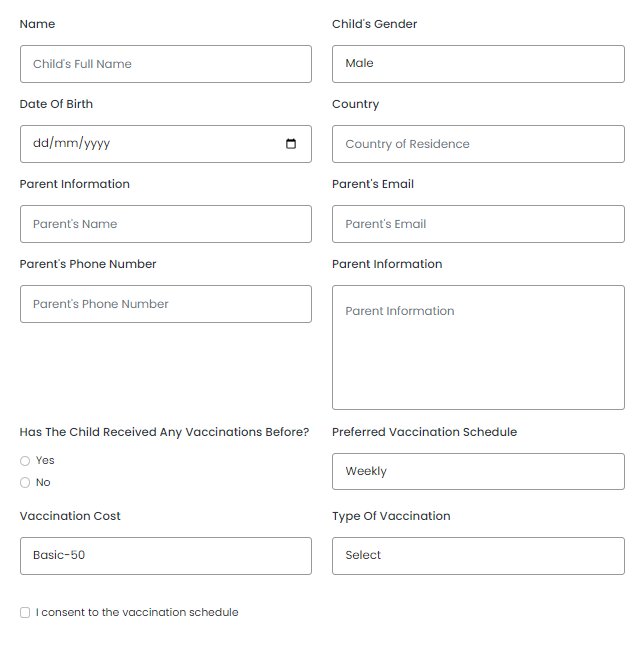 Name
Child's Gender
Child's Full Name
Male
Date Of Birth
Country
dd/mm/yyyy
Country of Residence
Parent Information
Parent's Email
Parent's Name
Parent's Email
Parent's Phone Number
Parent Information
Parent's Phone Number
Parent Information
Has The Child Received Any Vaccinations Before?
Preferred Vaccination Schedule
Yes
Weekly
No
Vaccination Cost
Type Of Vaccination
Basic-50
Select
I consent to the vaccination schedule